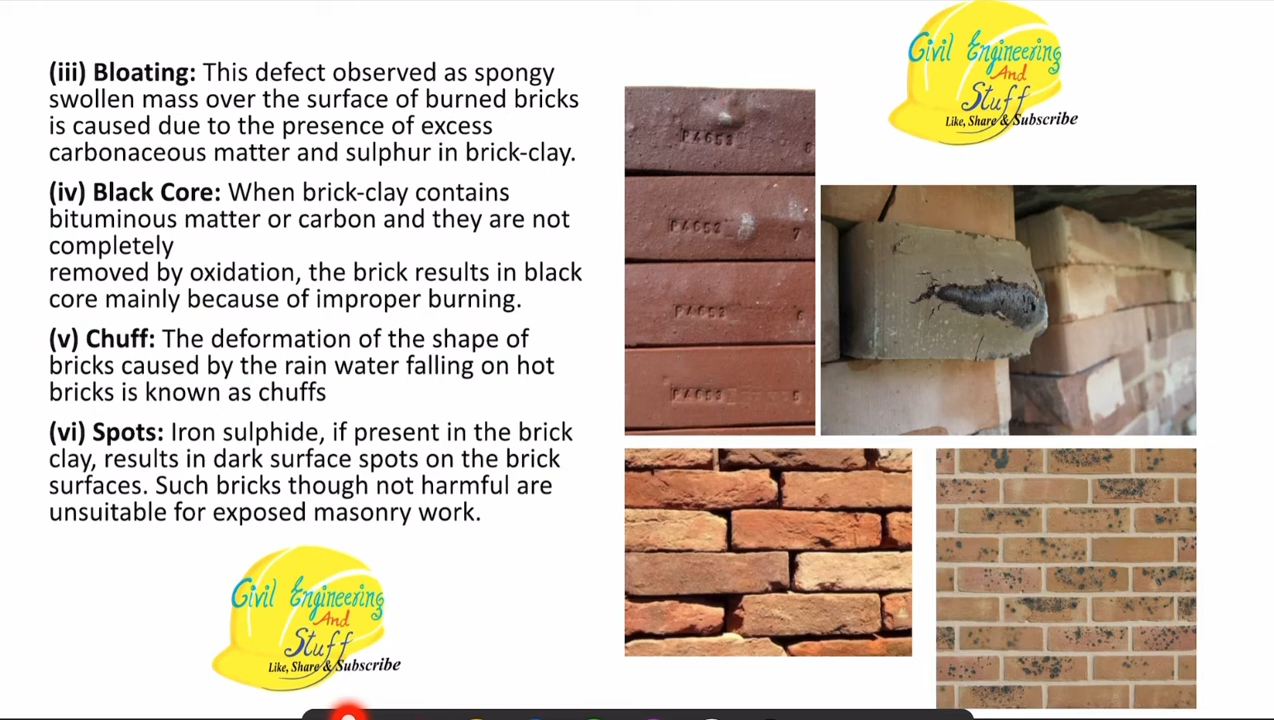 (iii) Bloating: This defect observed as spongy
swollen mass over the surface of burned bricks
is caused due to the presence of excess
carbonaceous matter and sulphur in brick-clay.
(iv) Black Core: When brick-clay contains
bituminous matter or carbon and they are not
completely
removed by oxidation, the brick results in black
core mainly because of improper burning.
(v) Chuff: The deformation of the shape of
bricks caused by the rain water falling on hot
bricks is known as chuffs
(vi) Spots: Iron sulphide, if present in the brick
clay, results in dark surface spots on the brick
surfaces. Such bricks though not harmful are
unsuitable for exposed masonry work.
Civil Engineering
And
Stuff
Like, Share & Subscribe
Civil Engineering
And
Stuff
Like, Share & Subscribe